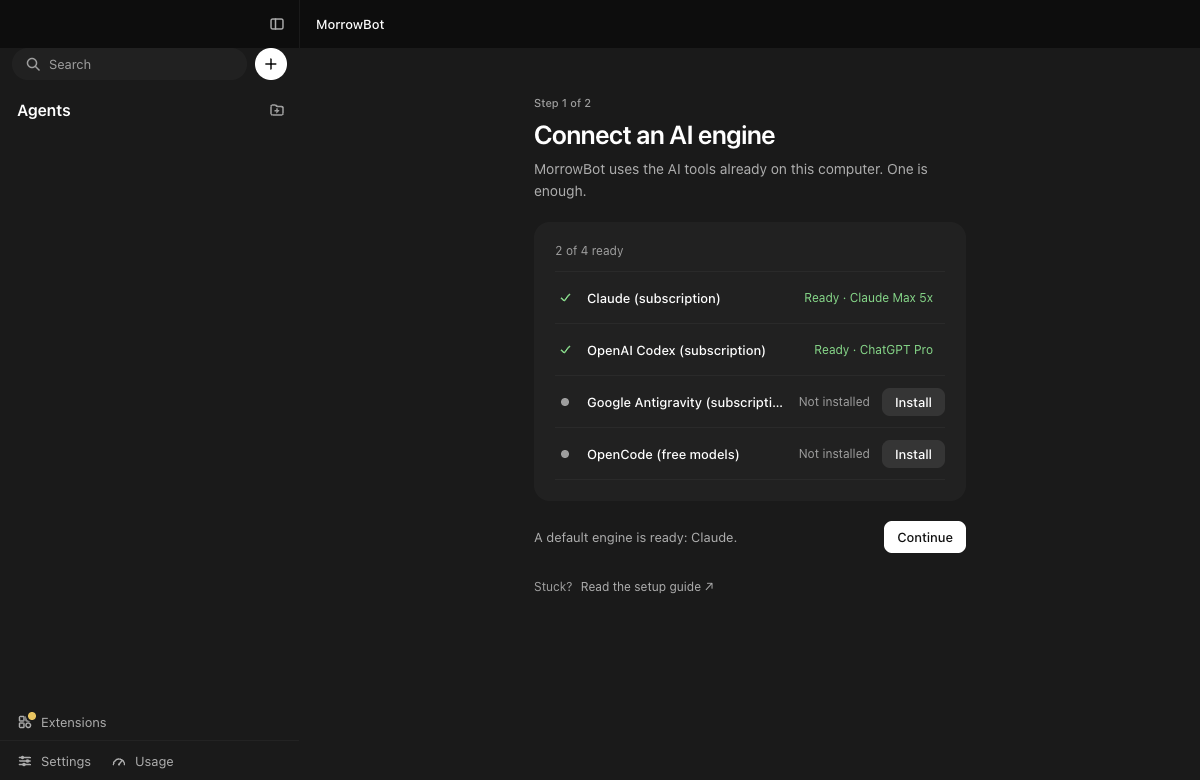 MorrowBot
Search
Agents
Step 1 of 2
Connect an AI engine
MorrowBot uses the AI tools already on this computer. One is
enough.
2 of 4 ready
Claude (subscription) Ready · Claude Max 5x
OpenAI Codex (subscription) Ready · ChatGPT Pro
Google Antigravity (subscripti... Not installed Install
OpenCode (free models) Not installed Install
A default engine is ready: Claude. Continue
Stuck? Read the setup guide ↗
Extensions
Settings Usage